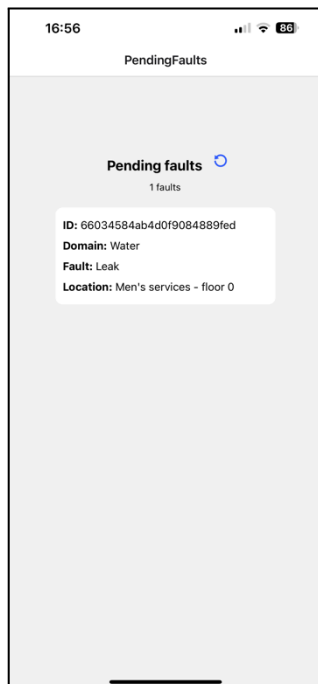 16:56
86
PendingFaults
Pending faults
1 faults
ID: 66034584ab4d0f9084889fed
Domain: Water
Fault: Leak
Location: Men's services - floor 0